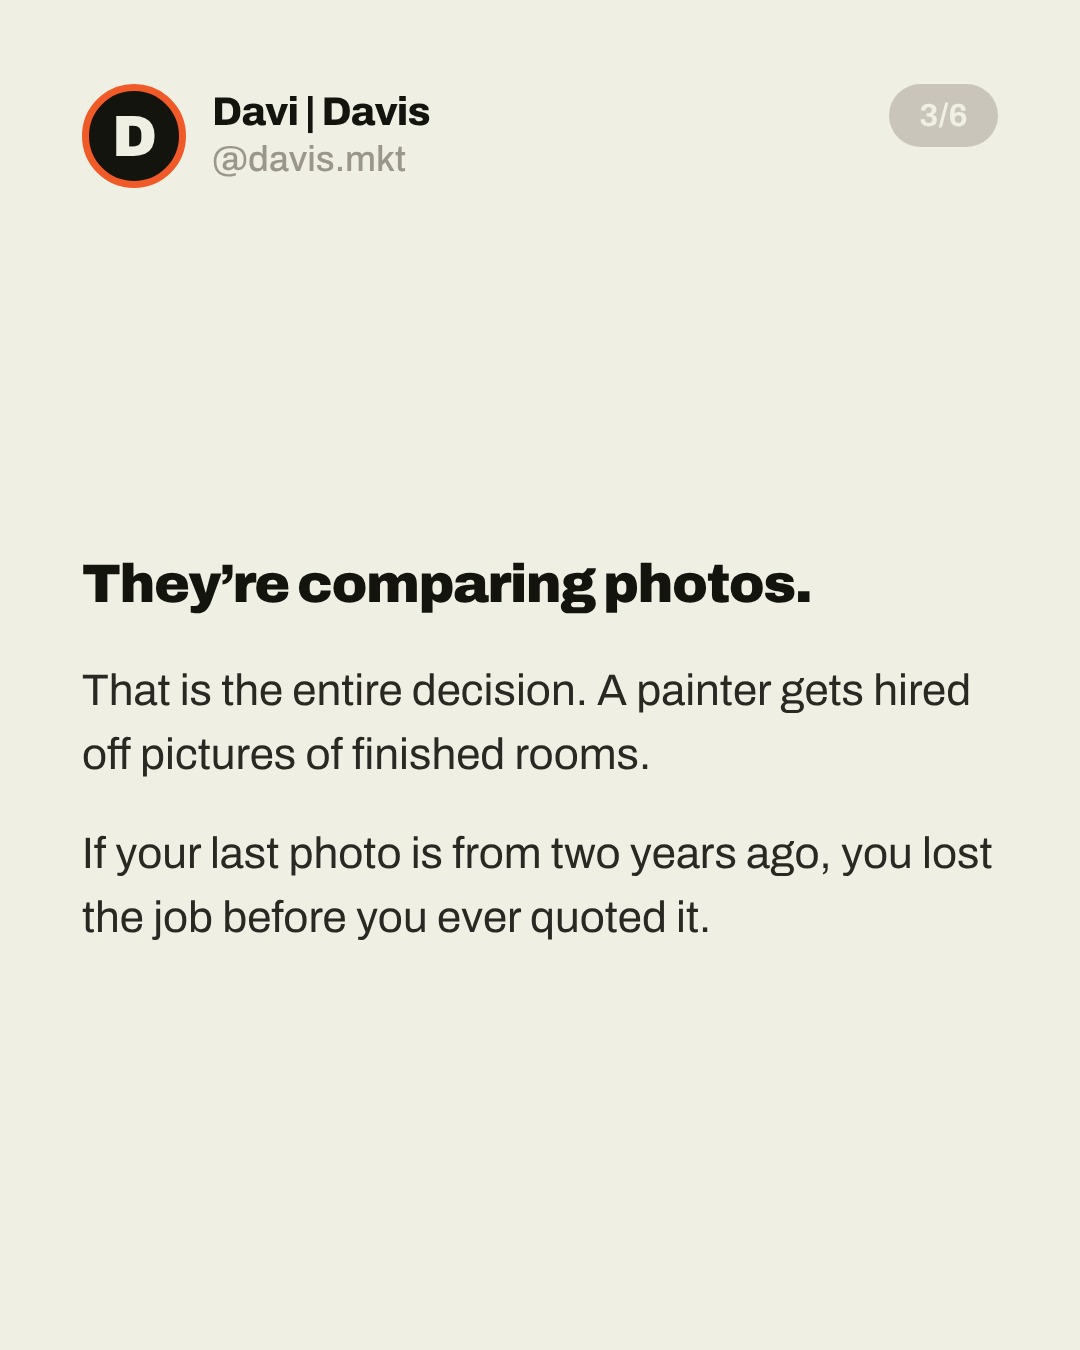 D
Davi | Davis
@davis.mkt
3/6
They’re comparing photos.
That is the entire decision. A painter gets hired
off pictures of finished rooms.
If your last photo is from two years ago, you lost
the job before you ever quoted it.